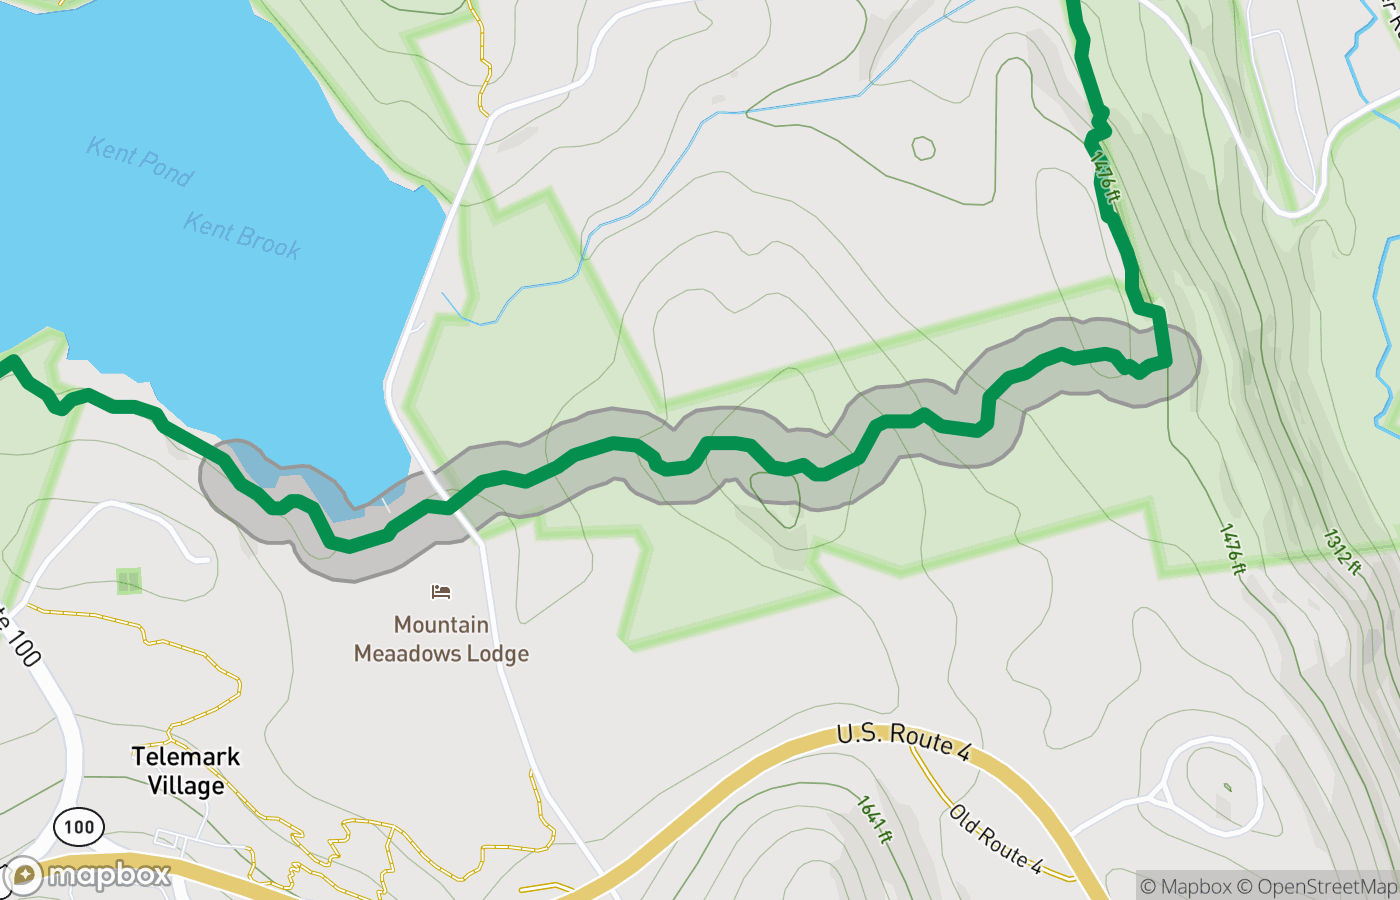 Kent Pond
Kent Brook
1476 ft
Mountain
Meaadows Lodge
1476 ft
1312 ft
100
Telemark
Village
U.S. Route 4
1641 ft
Old Route 4
100
mapbox
© Mapbox © OpenStreetMap